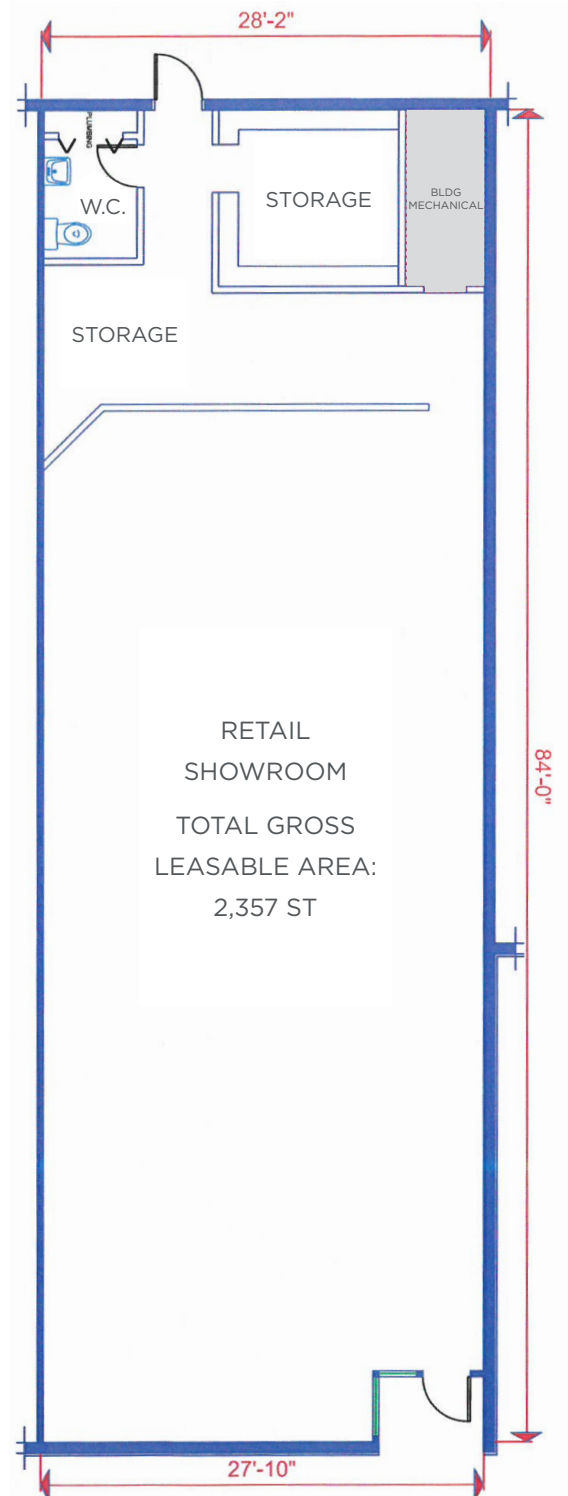 28'-2"
PLUMBING
W.C.
STORAGE
BLDG
MECHANICAL
STORAGE
RETAIL
SHOWROOM
TOTAL GROSS
LEASABLE AREA:
2,357 ST
84'-0"
27'-10"